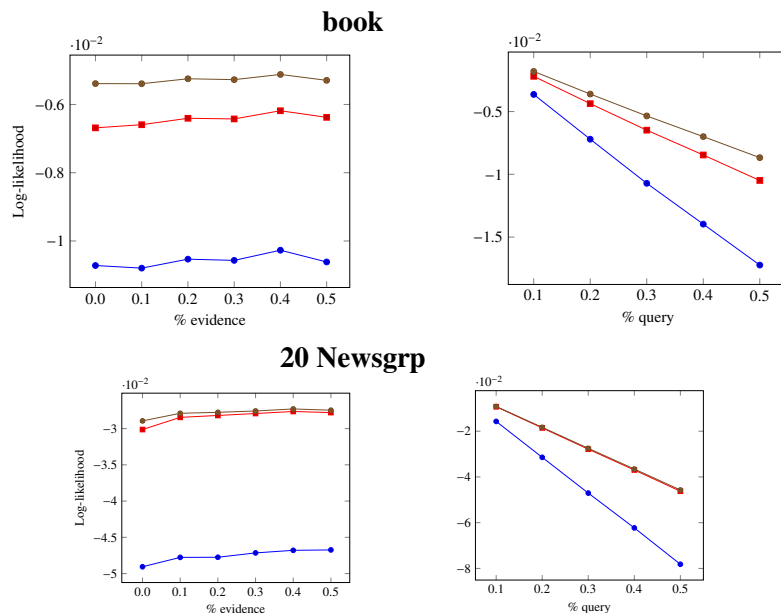 book
·10⁻²
−0.6
−0.8
−1
Log-likelihood
0.0 0.1 0.2 0.3 0.4 0.5
% evidence
·10⁻²
−0.5
−1
−1.5
0.1 0.2 0.3 0.4 0.5
% query
20 Newsgrp
·10⁻²
−3
−3.5
−4
−4.5
−5
Log-likelihood
0.0 0.1 0.2 0.3 0.4 0.5
% evidence
·10⁻²
−2
−4
−6
−8
0.1 0.2 0.3 0.4 0.5
% query